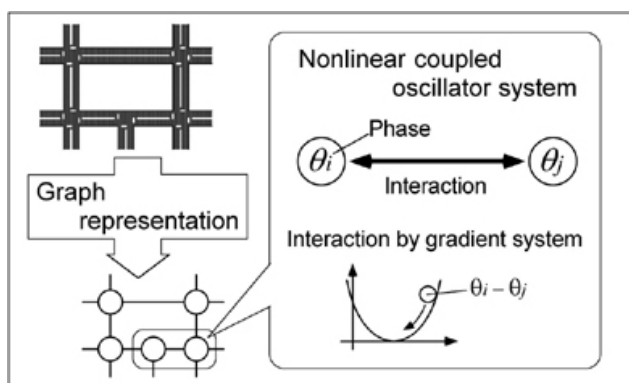 Graph
representation
Nonlinear coupled
oscillator system
Phase
θi
θj
Interaction
Interaction by gradient system
θi – θj